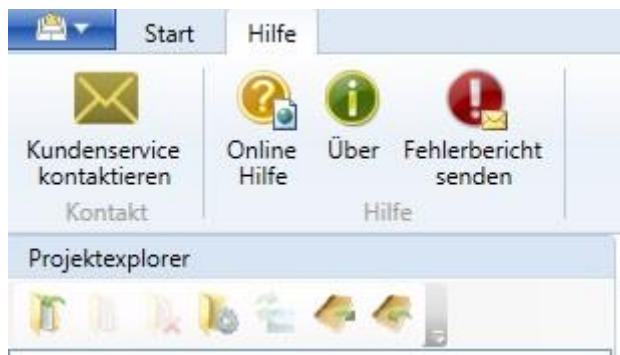 Start Hilfe
Kundenservice kontaktieren
Online Hilfe
Über
Fehlerbericht senden
Kontakt Hilfe
Projektexplorer